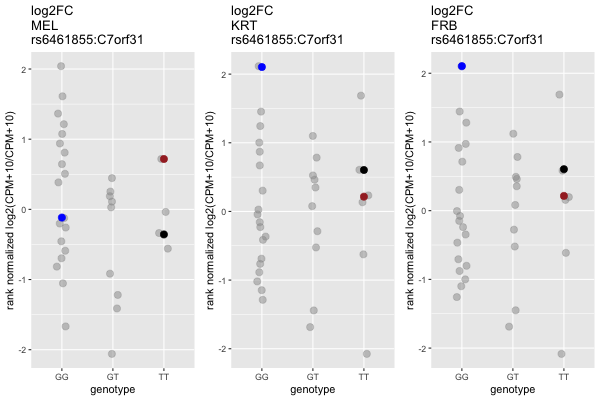 log2FC
MEL
rs6461855:C7orf31
rank normalized log2(CPM+10/CPM+10)
2
1
0
-1
-2
GG
GT
TT
genotype
log2FC
KRT
rs6461855:C7orf31
rank normalized log2(CPM+10/CPM+10)
2
1
0
-1
-2
GG
GT
TT
genotype
log2FC
FRB
rs6461855:C7orf31
rank normalized log2(CPM+10/CPM+10)
2
1
0
-1
-2
GG
GT
TT
genotype